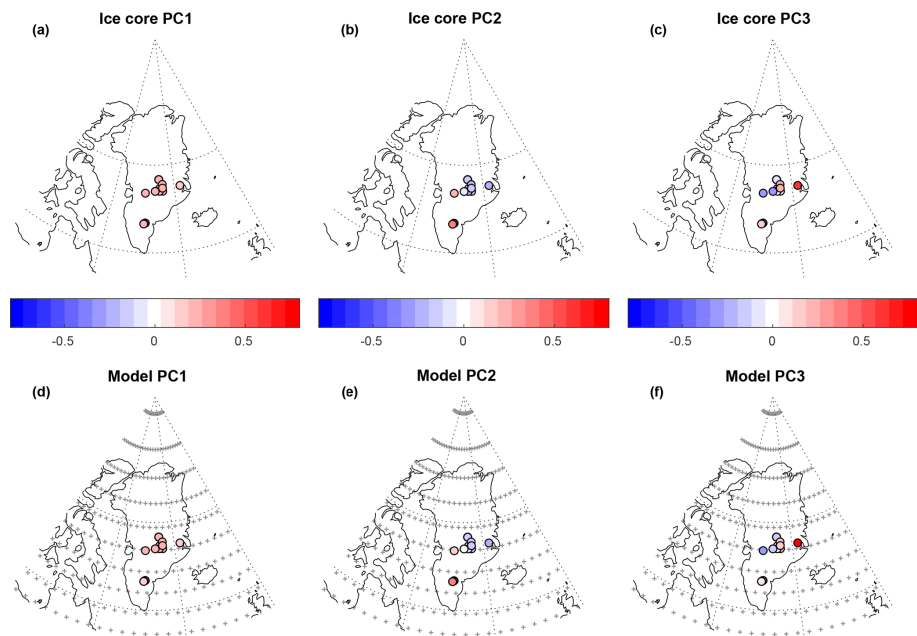 Ice core PC1
Ice core PC2
Ice core PC3
(a)
(b)
(c)
-0.5 0 0.5
-0.5 0 0.5
-0.5 0 0.5
Model PC1
Model PC2
Model PC3
(d)
(e)
(f)